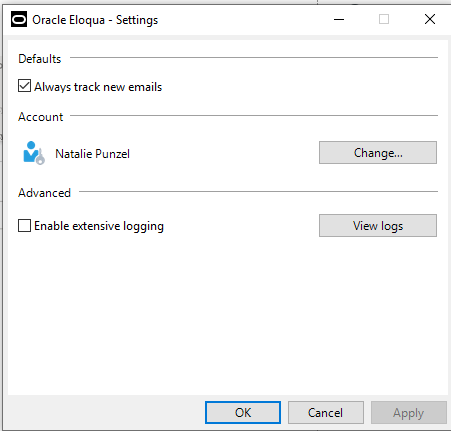 Oracle Eloqua - Settings
Defaults
Always track new emails
Account
Natalie Punzel
Change...
Advanced
Enable extensive logging
View logs
OK
Cancel
Apply